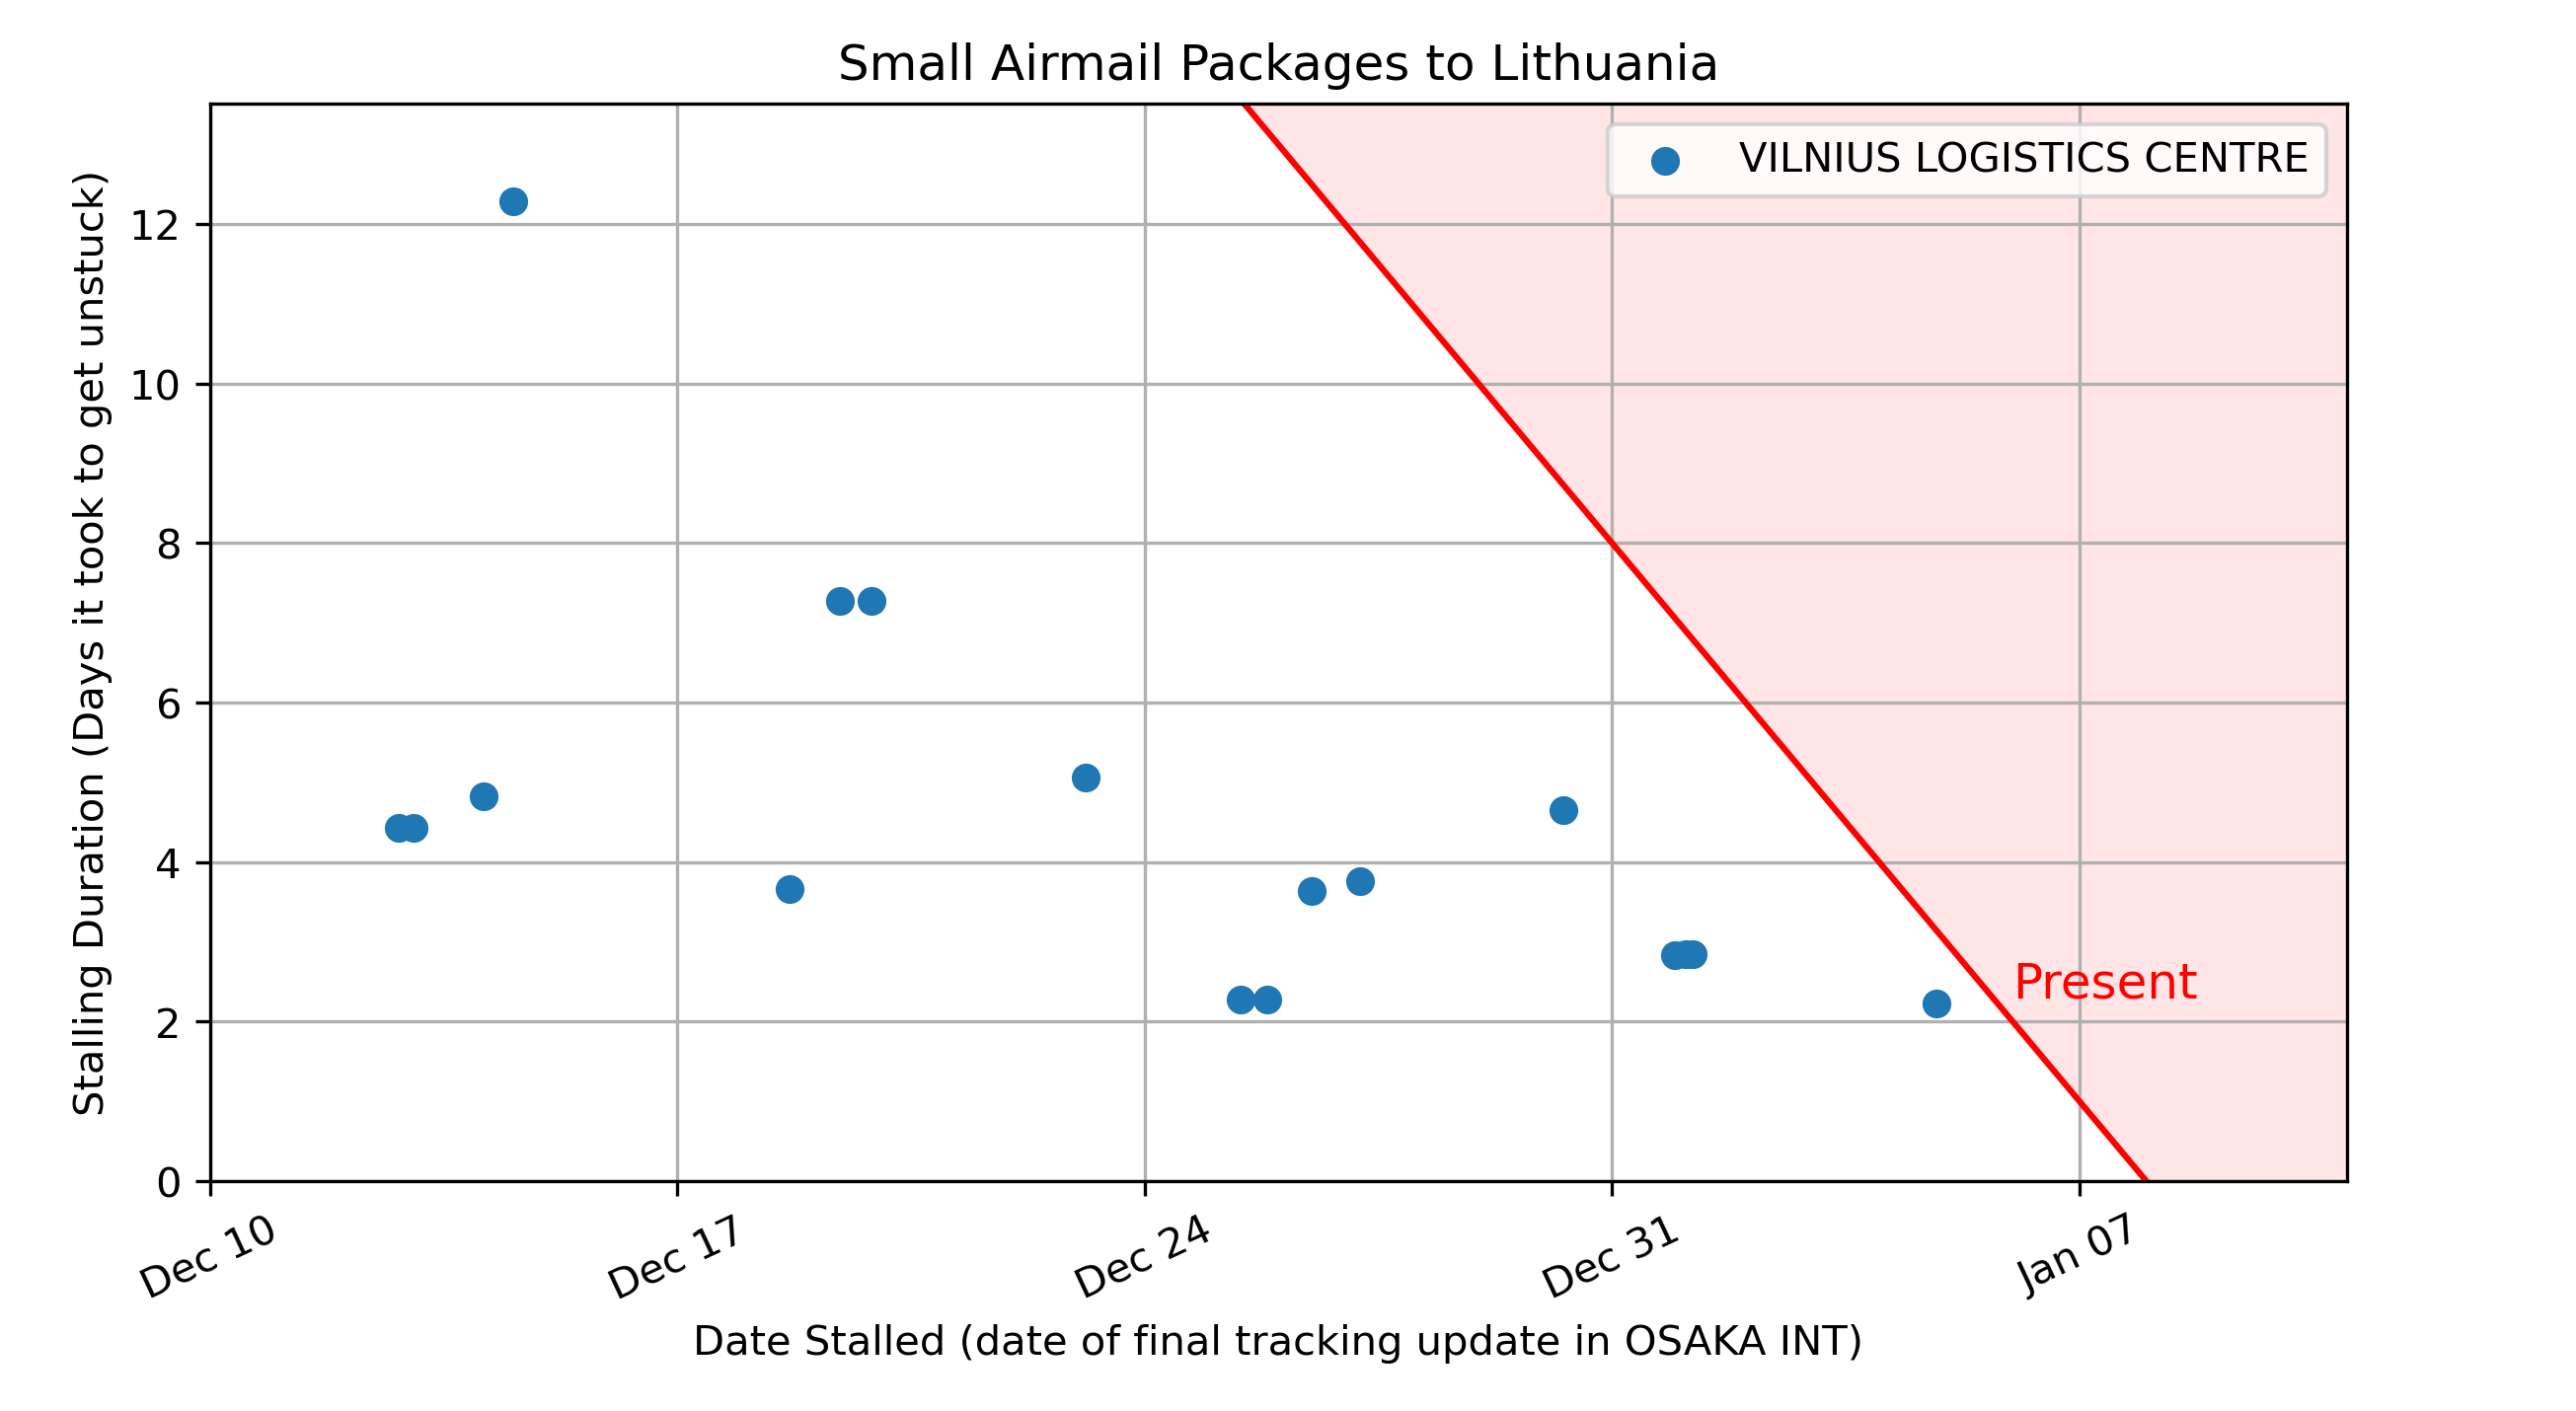 Small Airmail Packages to Lithuania
VILNIUS LOGISTICS CENTRE
Stalling Duration (Days it took to get unstuck)
12
10
8
6
4
2
0
Present
Dec 10
Dec 17
Dec 24
Dec 31
Jan 07
Date Stalled (date of final tracking update in OSAKA INT)